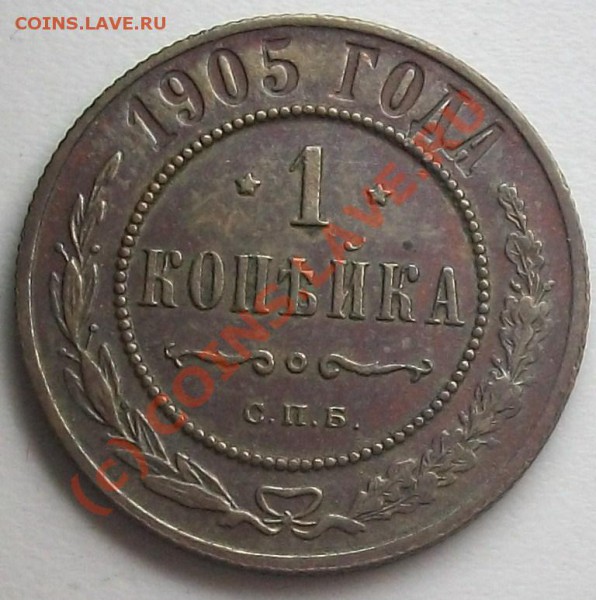 COINS.LAVE.RU
1905 ГОДА
1
КОПѢЙКА
С.П.Б.
(c) COINS.LAVE.RU